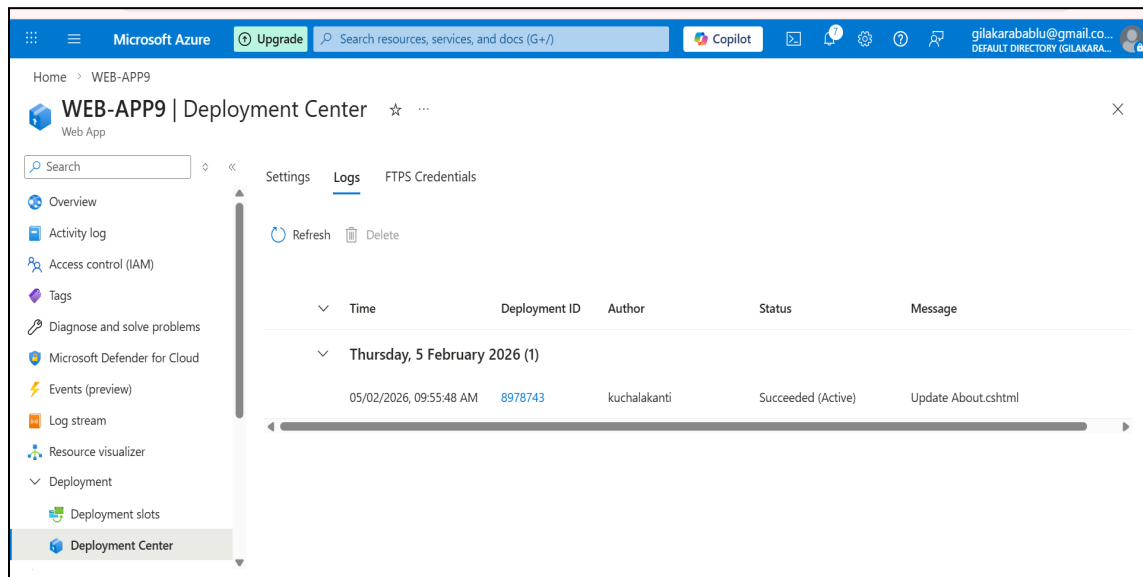 Microsoft Azure
Upgrade
Search resources, services, and docs (G+/)
Copilot
7
gilakarabablu@gmail.co...
DEFAULT DIRECTORY (GILAKARA...
Home > WEB-APP9
WEB-APP9 | Deployment Center
Web App
Search
Overview
Activity log
Access control (IAM)
Tags
Diagnose and solve problems
Microsoft Defender for Cloud
Events (preview)
Log stream
Resource visualizer
Deployment
Deployment slots
Deployment Center
Settings Logs FTPS Credentials
Refresh Delete
Time Deployment ID Author Status Message
Thursday, 5 February 2026 (1)
05/02/2026, 09:55:48 AM 8978743 kuchalakanti Succeeded (Active) Update About.cshtml